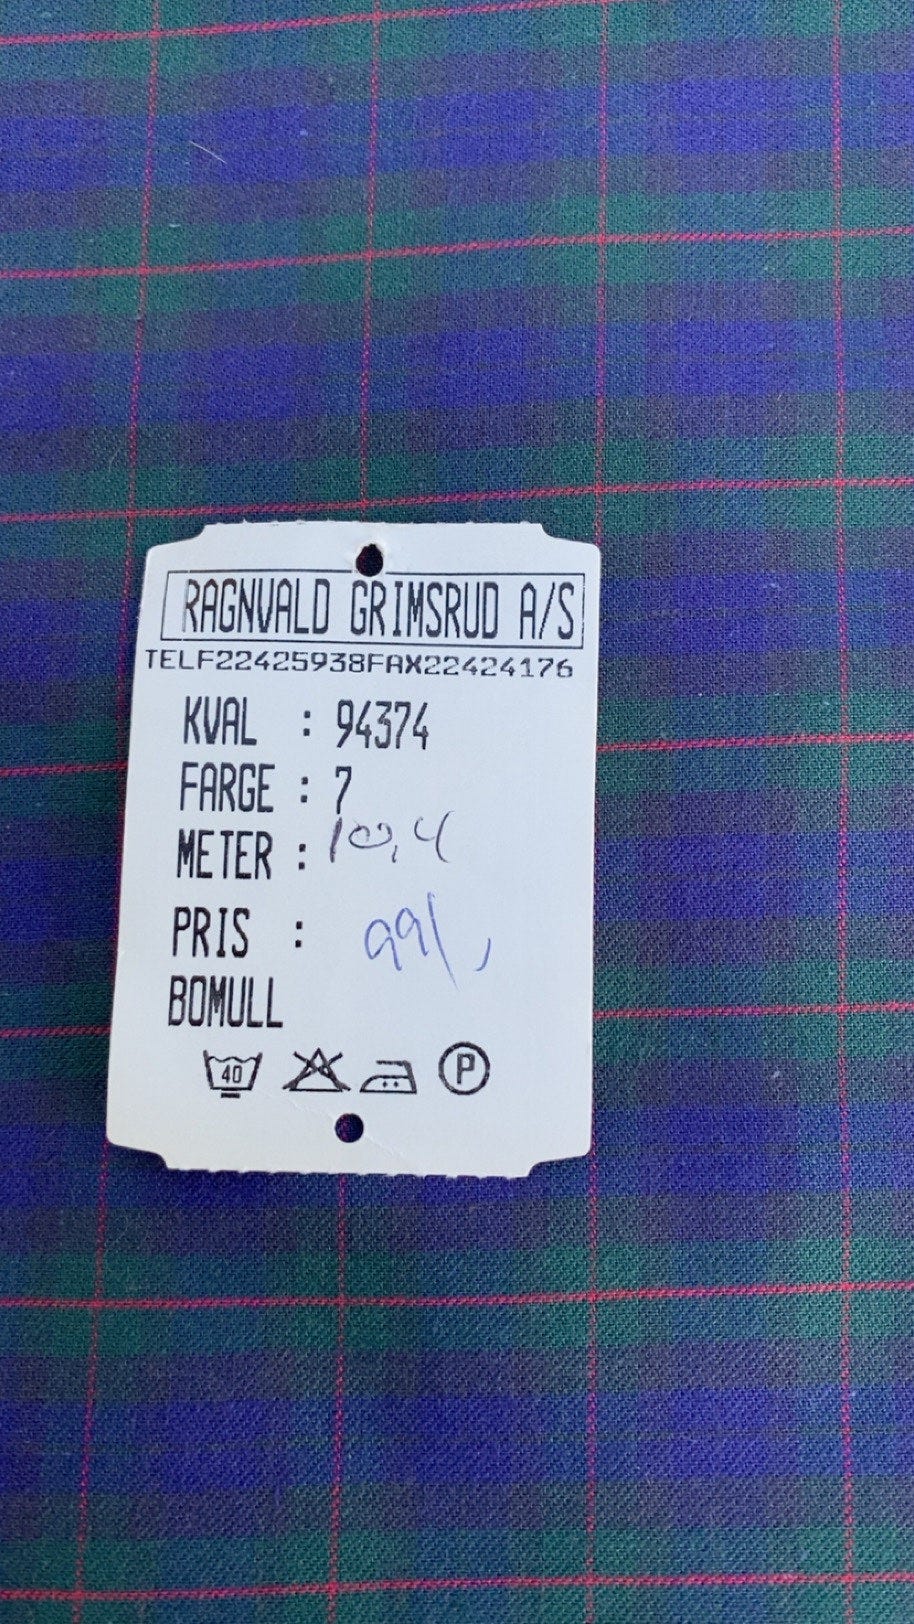 RAGNVALD GRIMSRUD A/S
TELF22425938FAX22424176
KVAL : 94374
FARGE : 7
METER : 10,4
PRIS : 99,
BOMULL
40 P